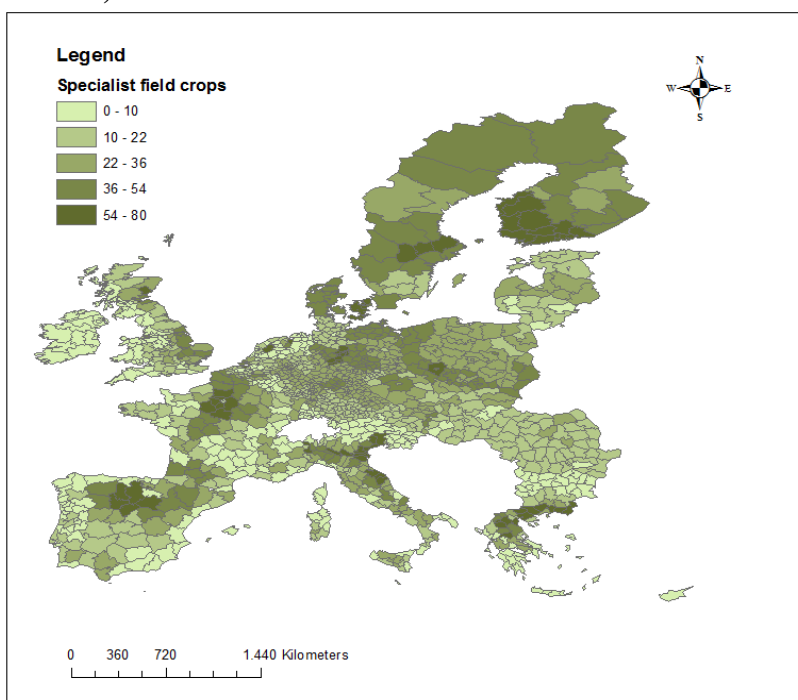 Legend
Specialist field crops
0 - 10
10 - 22
22 - 36
36 - 54
54 - 80
N
W E
S
0 360 720 1.440 Kilometers